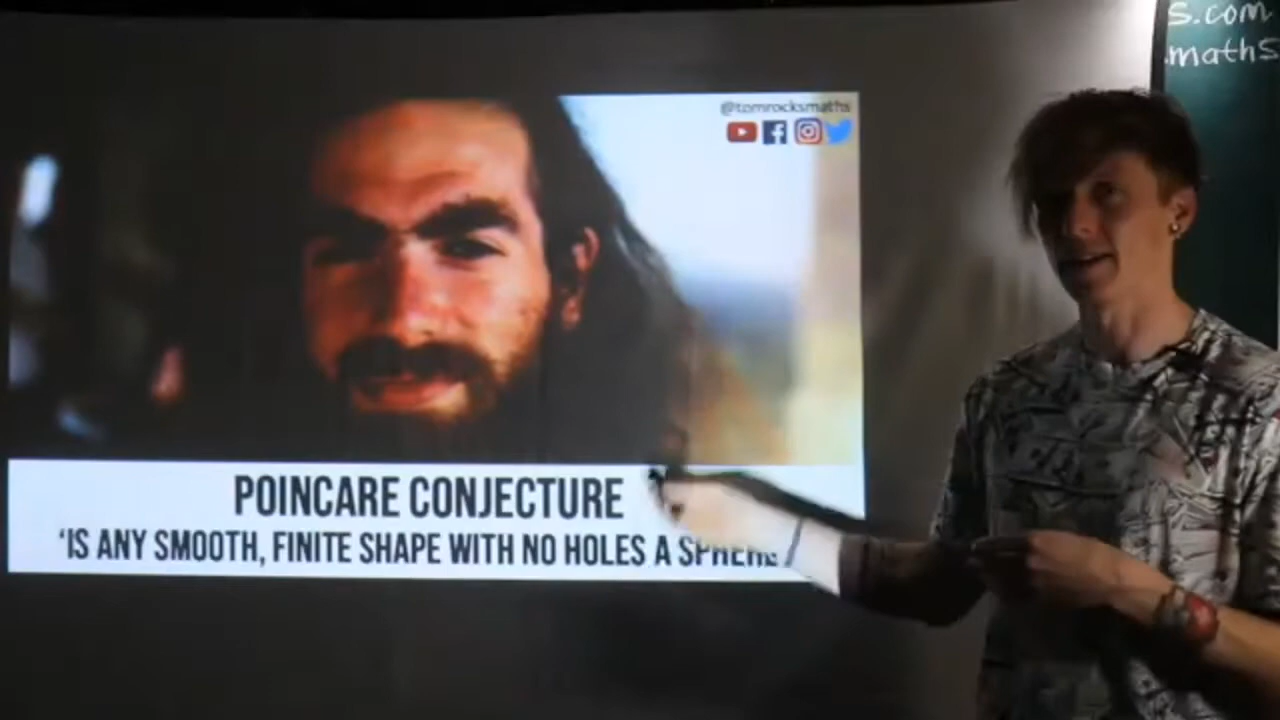 s.com
maths
@tomrocksmaths
POINCARE CONJECTURE
'IS ANY SMOOTH, FINITE SHAPE WITH NO HOLES A SPHERE